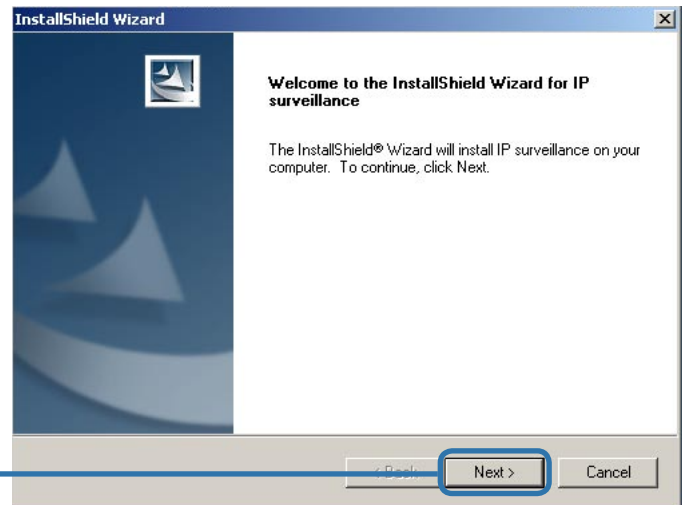 InstallShield Wizard
Welcome to the InstallShield Wizard for IP
surveillance
The InstallShield® Wizard will install IP surveillance on your
computer. To continue, click Next.
< Back
Next >
Cancel